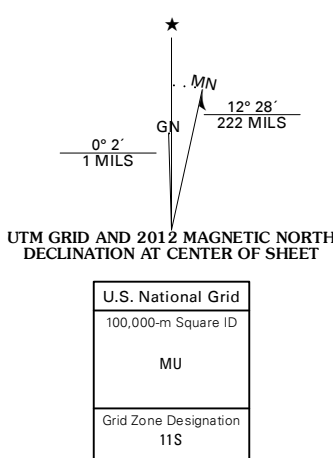 MN
12° 28´
222 MILS
GN
0° 2´
1 MILS
UTM GRID AND 2012 MAGNETIC NORTH
DECLINATION AT CENTER OF SHEET
U.S. National Grid
100,000-m Square ID
MU
Grid Zone Designation
11S